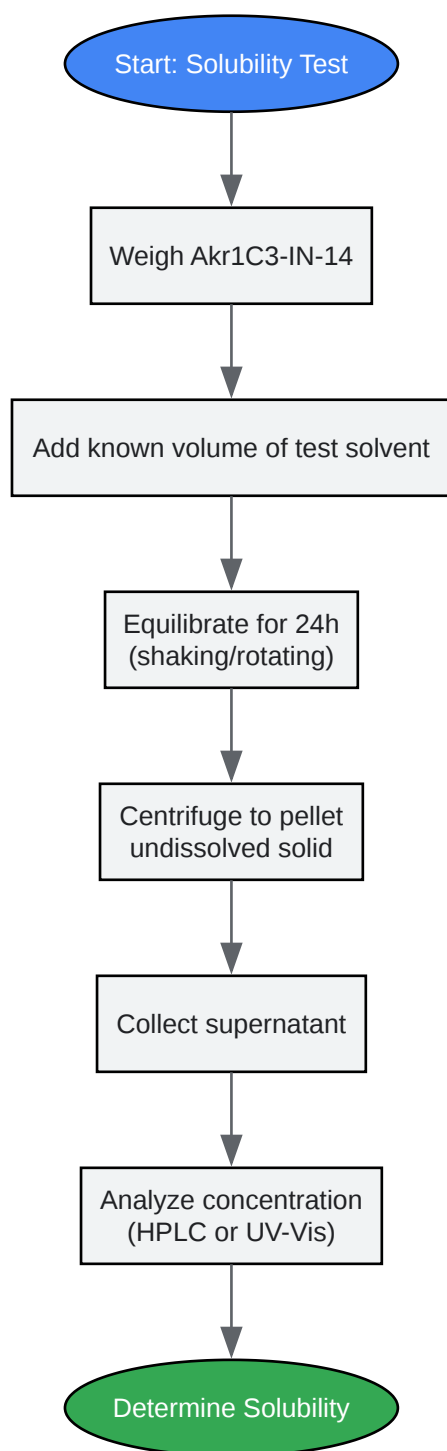 Start: Solubility Test
Weigh Akr1C3-IN-14
Add known volume of test solvent
Equilibrate for 24h
(shaking/rotating)
Centrifuge to pellet
undissolved solid
Collect supernatant
Analyze concentration
(HPLC or UV-Vis)
Determine Solubility